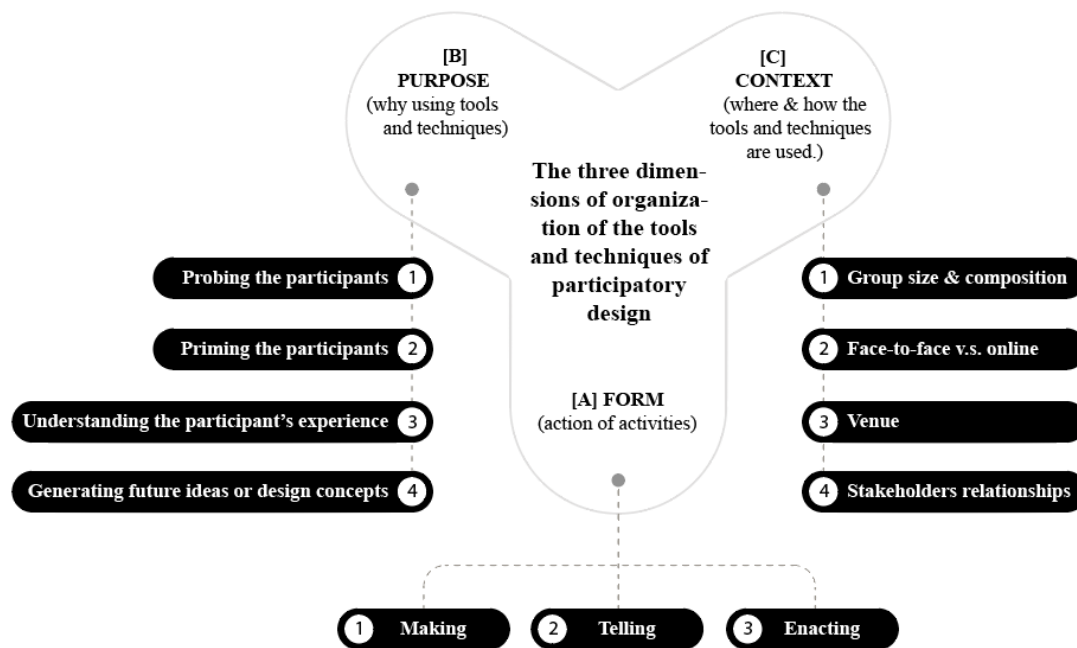 [B]
PURPOSE
(why using tools
and techniques)
[C]
CONTEXT
(where & how the
tools and techniques
are used.)
The three dimen-
sions of organiza-
tion of the tools
and techniques of
participatory
design
Probing the participants 1
Priming the participants 2
Understanding the participant’s experience 3
Generating future ideas or design concepts 4
1 Group size & composition
2 Face-to-face v.s. online
3 Venue
4 Stakeholders relationships
[A] FORM
(action of activities)
1 Making
2 Telling
3 Enacting